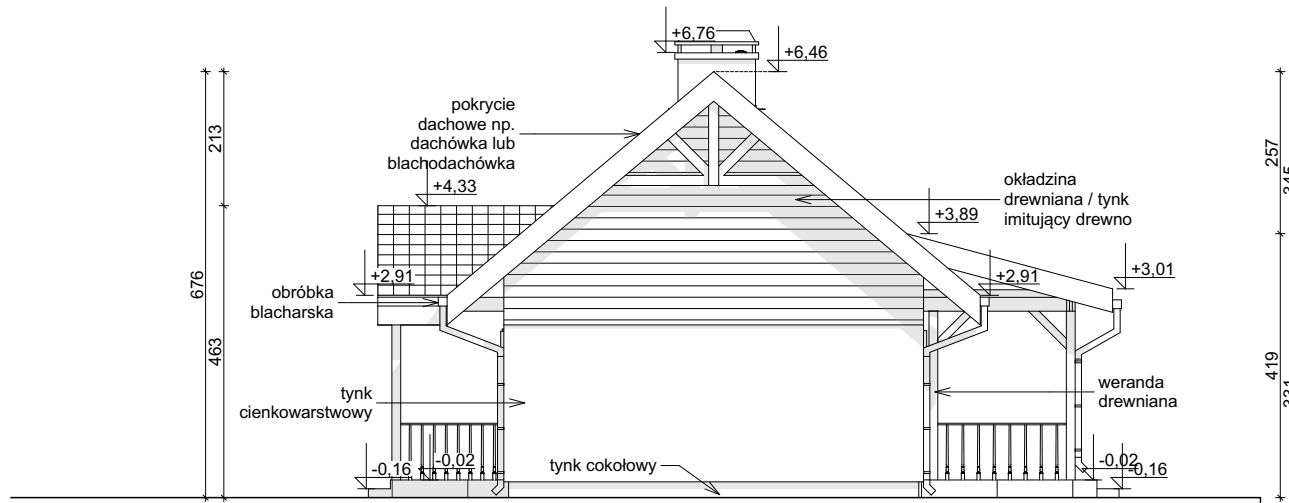 +6,76
+6,46
pokrycie
dachowe np.
dachówka lub
blachodachówka
213
257
345
+4,33
okładzina
drewniana / tynk
imitujący drewno
+3,89
+2,91
+2,91
+3,01
676
obróbka
blacharska
463
419
331
tynk
cienkowarstwowy
weranda
drewniana
-0,16
-0,02
tynk cokołowy
-0,02
-0,16